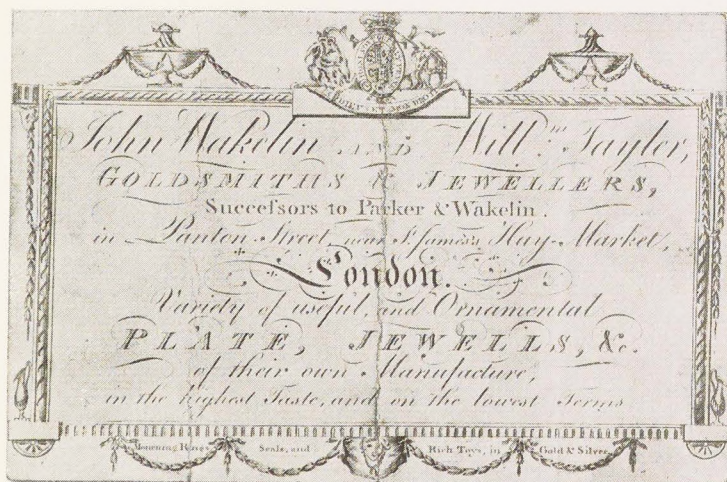 John Wakelin AND Will.m Tayler,
GOLDSMITHS & JEWELLERS,
Succeſsors to Parker & Wakelin.
in Panton Street, near St. James's Hay-Market,
London.
Variety of useful, and Ornamental
PLATE, JEWELLS, &c.
of their own Manufacture,
in the highest Taste, and on the lowest Terms
Mourning Rings Seals, and Rich Toys, in Gold & Silver